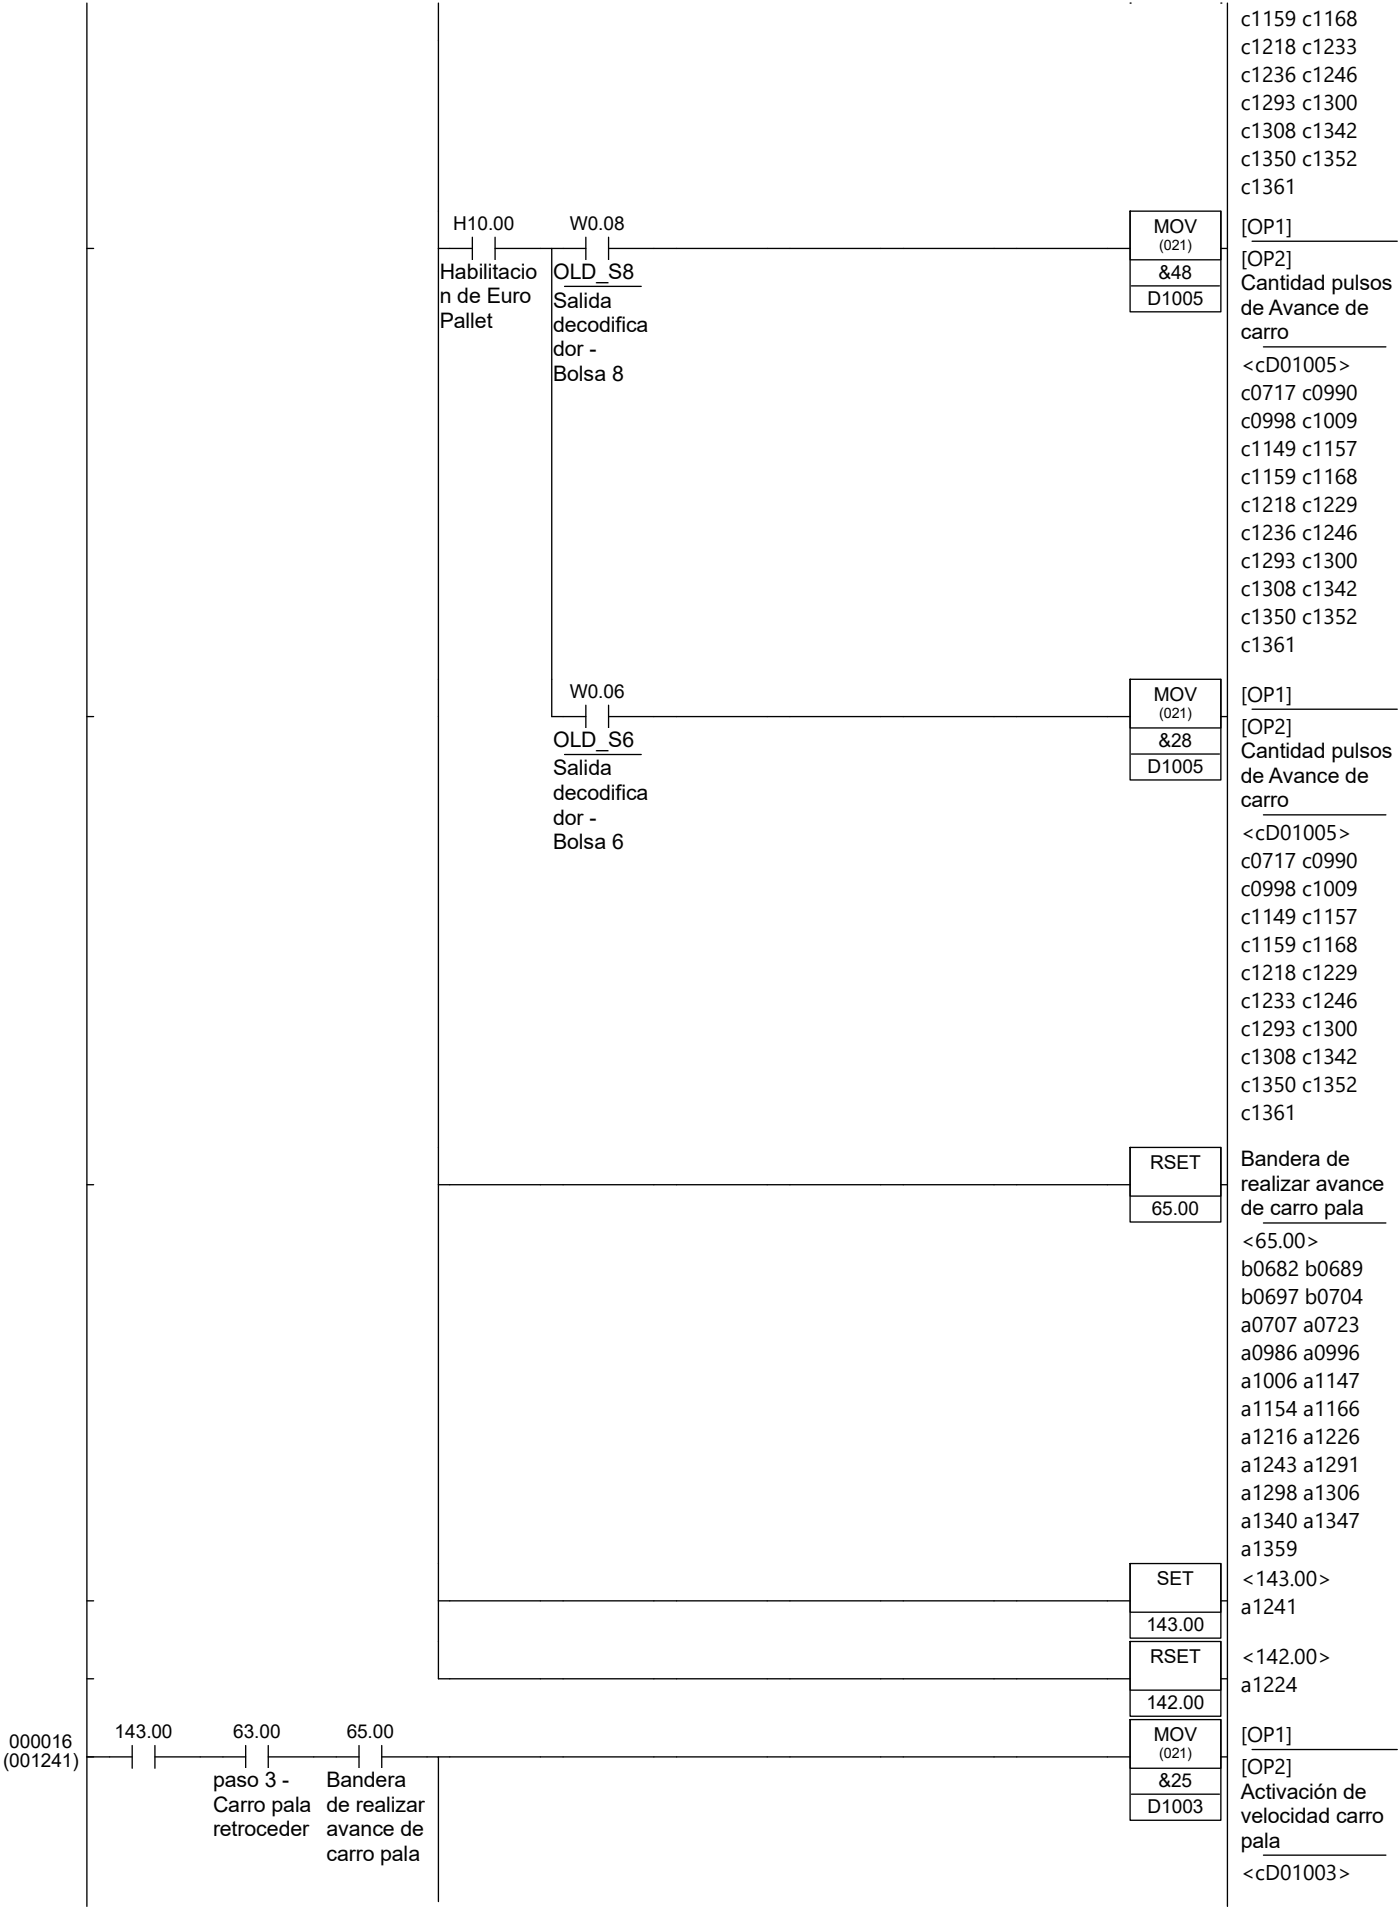 c1159 c1168
c1218 c1233
c1236 c1246
c1293 c1300
c1308 c1342
c1350 c1352
c1361
H10.00
Habilitacio
n de Euro
Pallet
W0.08
OLD_S8
Salida
decodifica
dor -
Bolsa 8
MOV
(021)
&48
D1005
[OP1]
[OP2]
Cantidad pulsos
de Avance de
carro
<cD01005>
c0717 c0990
c0998 c1009
c1149 c1157
c1159 c1168
c1218 c1229
c1236 c1246
c1293 c1300
c1308 c1342
c1350 c1352
c1361
W0.06
OLD_S6
Salida
decodifica
dor -
Bolsa 6
MOV
(021)
&28
D1005
[OP1]
[OP2]
Cantidad pulsos
de Avance de
carro
<cD01005>
c0717 c0990
c0998 c1009
c1149 c1157
c1159 c1168
c1218 c1229
c1233 c1246
c1293 c1300
c1308 c1342
c1350 c1352
c1361
RSET
65.00
Bandera de
realizar avance
de carro pala
<65.00>
b0682 b0689
b0697 b0704
a0707 a0723
a0986 a0996
a1006 a1147
a1154 a1166
a1216 a1226
a1243 a1291
a1298 a1306
a1340 a1347
a1359
SET
143.00
<143.00>
a1241
RSET
142.00
<142.00>
a1224
000016
(001241)
143.00
63.00
paso 3 -
Carro pala
retroceder
65.00
Bandera
de realizar
avance de
carro pala
MOV
(021)
&25
D1003
[OP1]
[OP2]
Activación de
velocidad carro
pala
<cD01003>